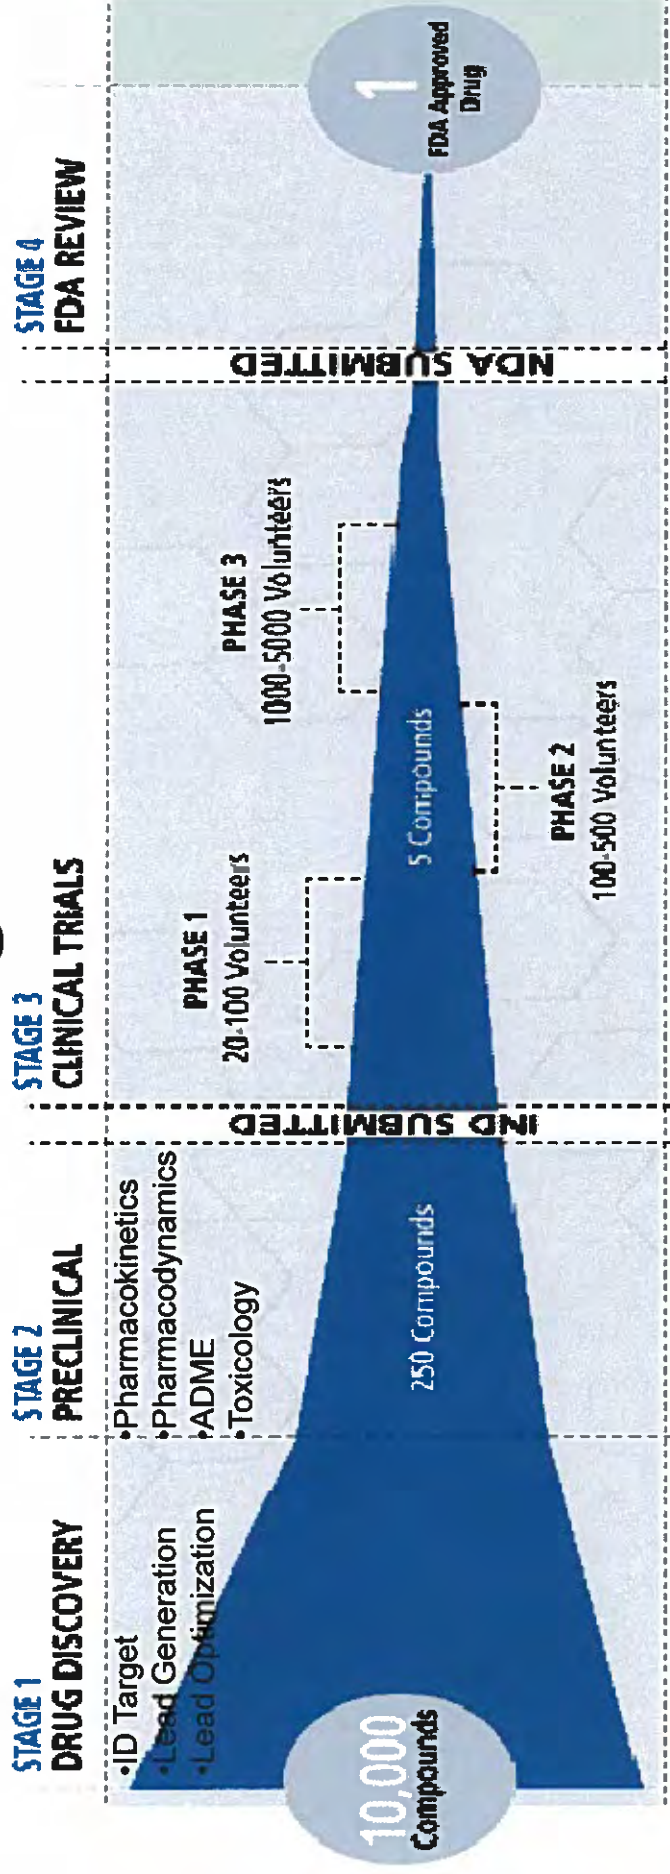 STAGE 1
DRUG DISCOVERY
•ID Target
•Lead Generation
•Lead Optimization
10,000
Compounds
STAGE 2
PRECLINICAL
•Pharmacokinetics
•Pharmacodynamics
•ADME
•Toxicology
250 Compounds
IND SUBMITTED
STAGE 3
CLINICAL TRIALS
PHASE 1
20-100 Volunteers
5 Compounds
PHASE 2
100-500 Volunteers
PHASE 3
1000-5000 Volunteers
NDA SUBMITTED
STAGE 4
FDA REVIEW
1
FDA Approved
Drug